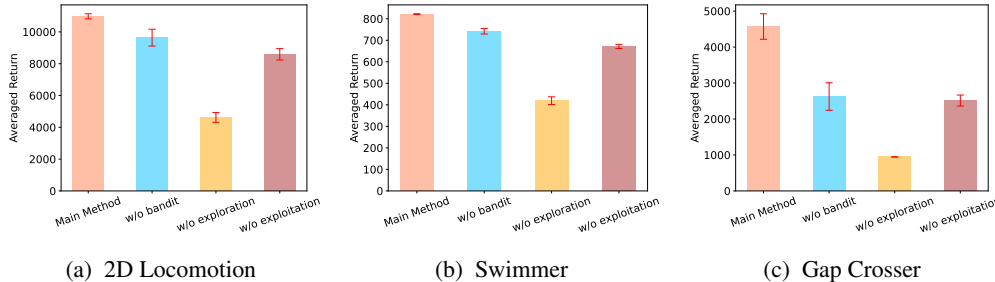 Averaged Return
10000
8000
6000
4000
2000
0
Main Method
w/o bandit
w/o exploration
w/o exploitation
(a) 2D Locomotion
Averaged Return
800
700
600
500
400
300
200
100
0
Main Method
w/o bandit
w/o exploration
w/o exploitation
(b) Swimmer
Averaged Return
5000
4000
3000
2000
1000
0
Main Method
w/o bandit
w/o exploration
w/o exploitation
(c) Gap Crosser